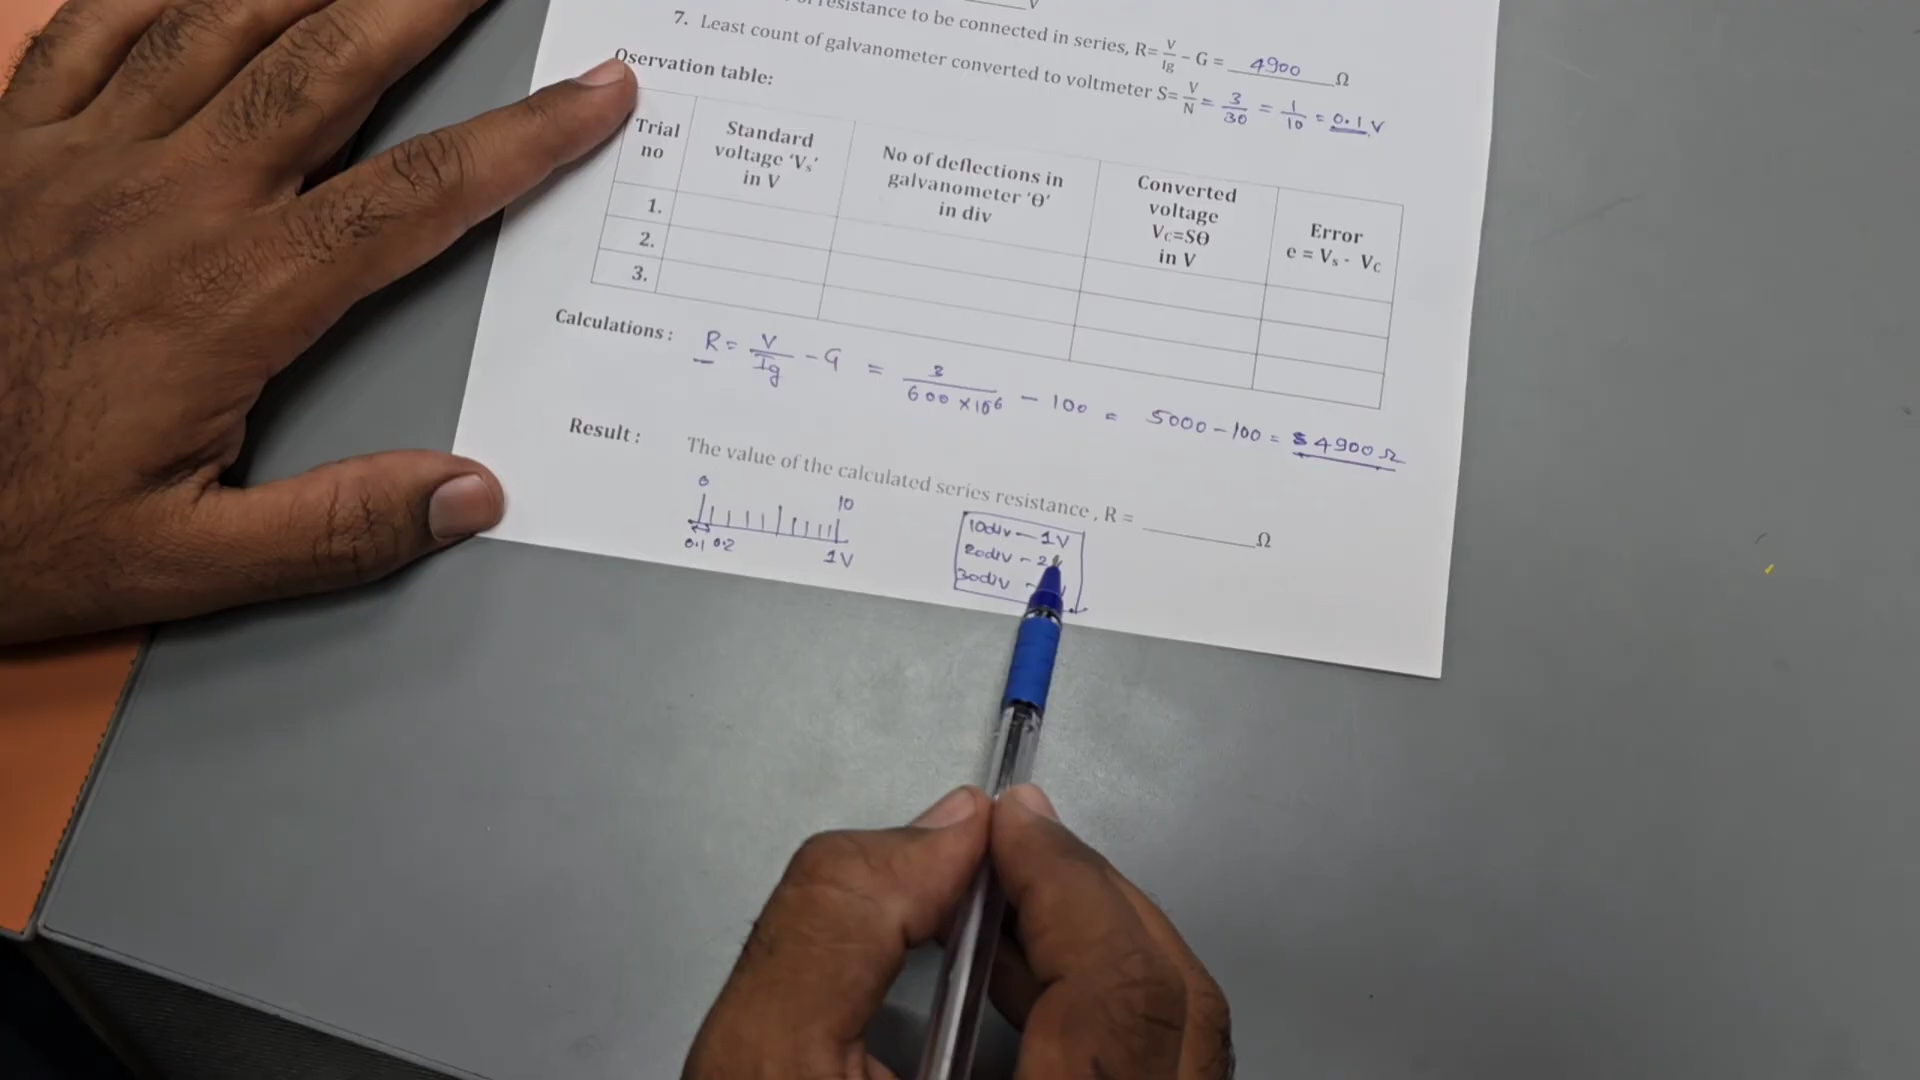 V
resistance to be connected in series, R= V/Ig - G = 4900 Ω
7. Least count of galvanometer converted to voltmeter S= V/N = 3/30 = 1/10 = 0.1 V
Oservation table:
Trial no
Standard voltage ‘Vs’ in V
No of deflections in galvanometer ‘Θ’ in div
Converted voltage VC=SΘ in V
Error e = Vs - VC
1.
2.
3.
Calculations : R = V/Ig - G = 3/600 ×10⁶ - 100 = 5000 - 100 = 4900 Ω
Result : The value of the calculated series resistance , R = ________ Ω
0 10
0.1 0.2 1V
10div — 1V
20div - 2
30div -